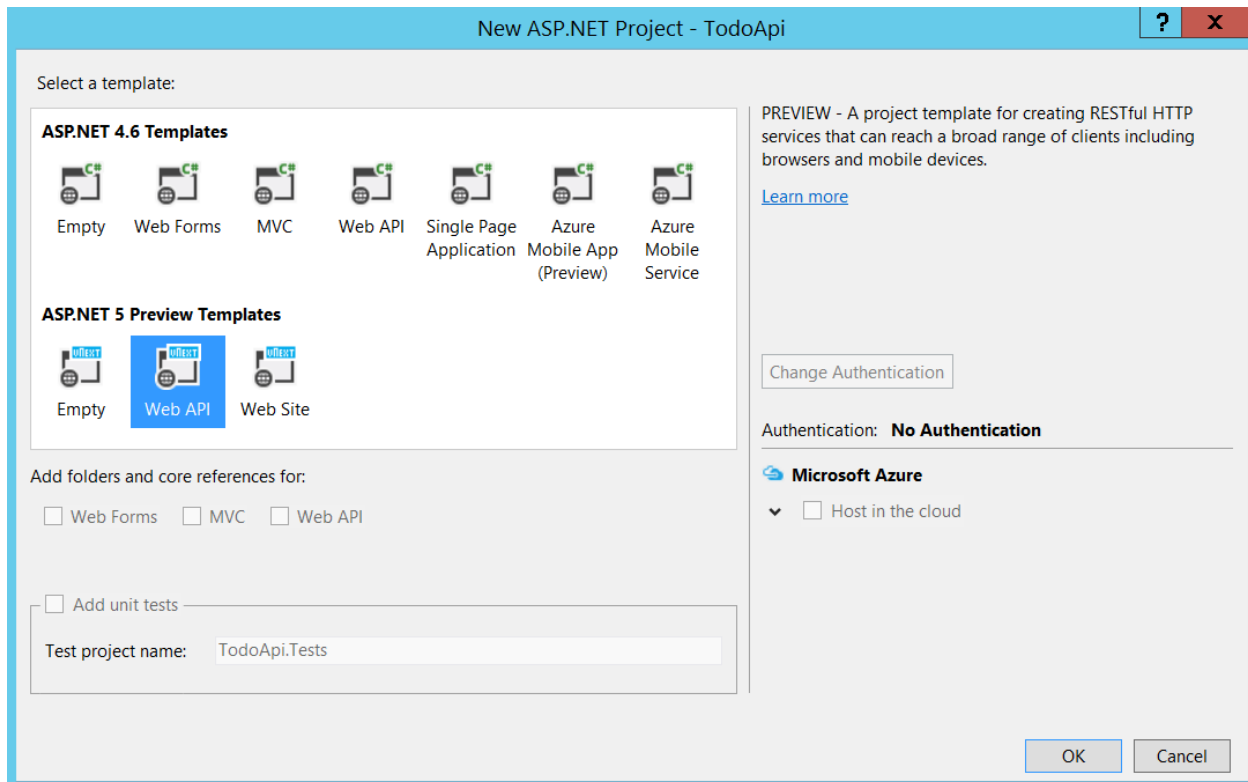 New ASP.NET Project - TodoApi
?
X
Select a template:
ASP.NET 4.6 Templates
C# C# C# C# C# C# C#
Empty Web Forms MVC Web API Single Page Azure Azure
Application Mobile App Mobile
(Preview) Service
ASP.NET 5 Preview Templates
vNEXT vNEXT vNEXT
Empty Web API Web Site
Add folders and core references for:
Web Forms MVC Web API
Add unit tests
Test project name: TodoApi.Tests
PREVIEW - A project template for creating RESTful HTTP
services that can reach a broad range of clients including
browsers and mobile devices.
Learn more
Change Authentication
Authentication: No Authentication
Microsoft Azure
Host in the cloud
OK Cancel